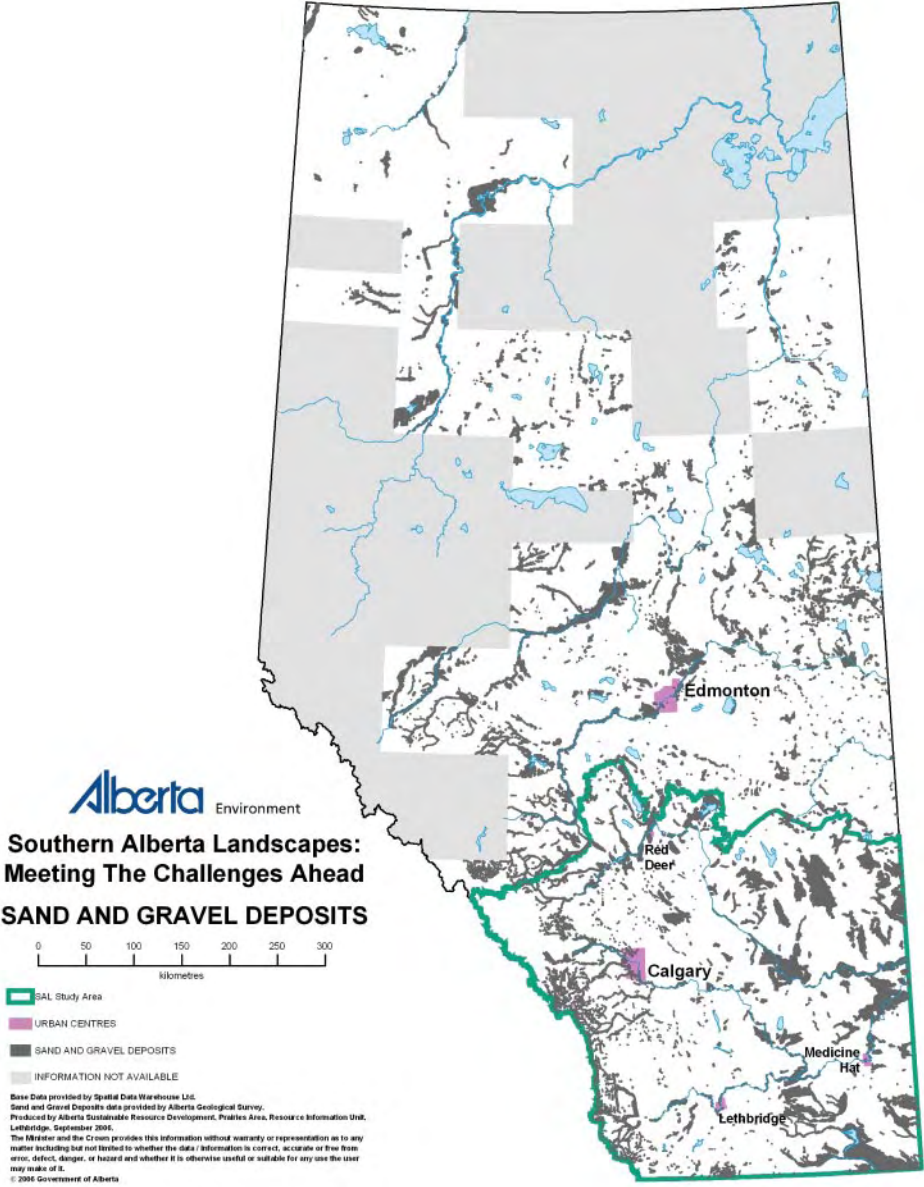 Edmonton
Alberta Environment
Southern Alberta Landscapes:
Meeting The Challenges Ahead
SAND AND GRAVEL DEPOSITS
0 50 100 150 200 250 300
kilometres
SAL Study Area
URBAN CENTRES
SAND AND GRAVEL DEPOSITS
INFORMATION NOT AVAILABLE
Base Data provided by Spatial Data Warehouse Ltd.
Sand and Gravel Deposits data provided by Alberta Geological Survey.
Produced by Alberta Sustainable Resource Development, Prairies Area, Resource Information Unit,
Lethbridge, September 2006.
The Minister and the Crown provides this information without warranty or representation as to any
matter including but not limited to whether the data / information is correct, accurate or free from
error, defect, danger, or hazard and whether it is otherwise useful or suitable for any use the user
may make of it.
© 2006 Government of Alberta
Red
Deer
Calgary
Medicine
Hat
Lethbridge